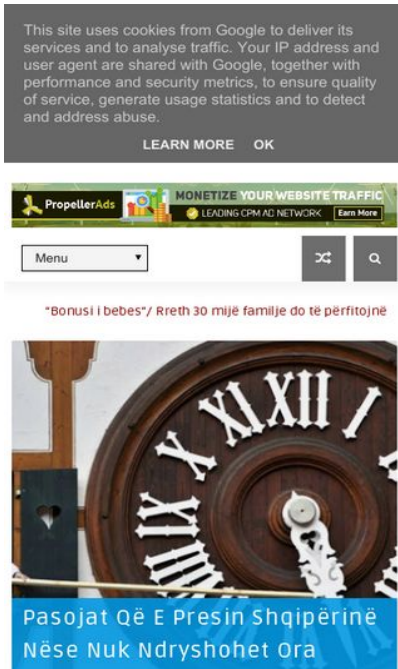 This site uses cookies from Google to deliver its
services and to analyse traffic. Your IP address and
user agent are shared with Google, together with
performance and security metrics, to ensure quality
of service, generate usage statistics and to detect
and address abuse.
LEARN MORE OK
PropellerAds
MONETIZE YOUR WEBSITE TRAFFIC
LEADING CPM AD NETWORK Earn More
Menu
"Bonusi i bebes"/ Rreth 30 mijë familje do të përfitojnë
IX X XI XII I
Pasojat Që E Presin Shqipërinë
Nëse Nuk Ndryshohet Ora